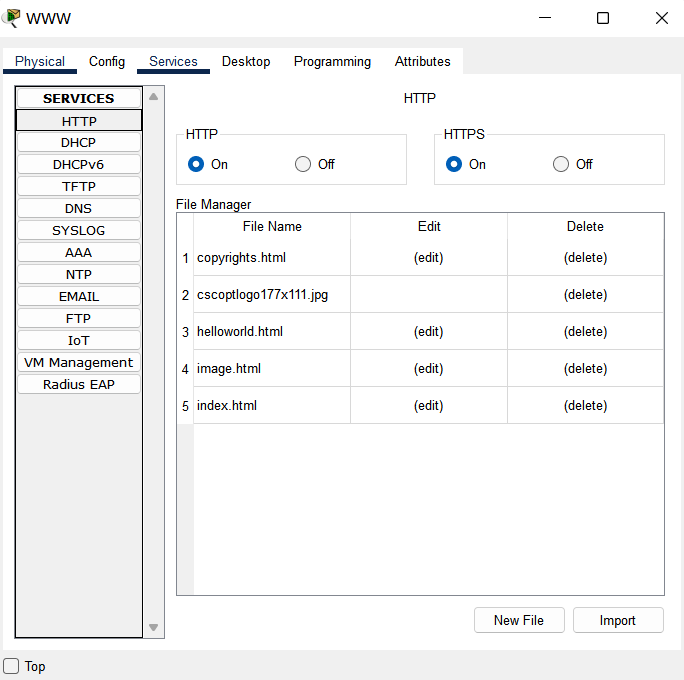 WWW
Physical Config Services Desktop Programming Attributes
SERVICES
HTTP
DHCP
DHCPv6
TFTP
DNS
SYSLOG
AAA
NTP
EMAIL
FTP
IoT
VM Management
Radius EAP
HTTP
HTTP
On Off
HTTPS
On Off
File Manager
File Name Edit Delete
1 copyrights.html (edit) (delete)
2 cscoptlogo177x111.jpg (delete)
3 helloworld.html (edit) (delete)
4 image.html (edit) (delete)
5 index.html (edit) (delete)
New File Import
Top